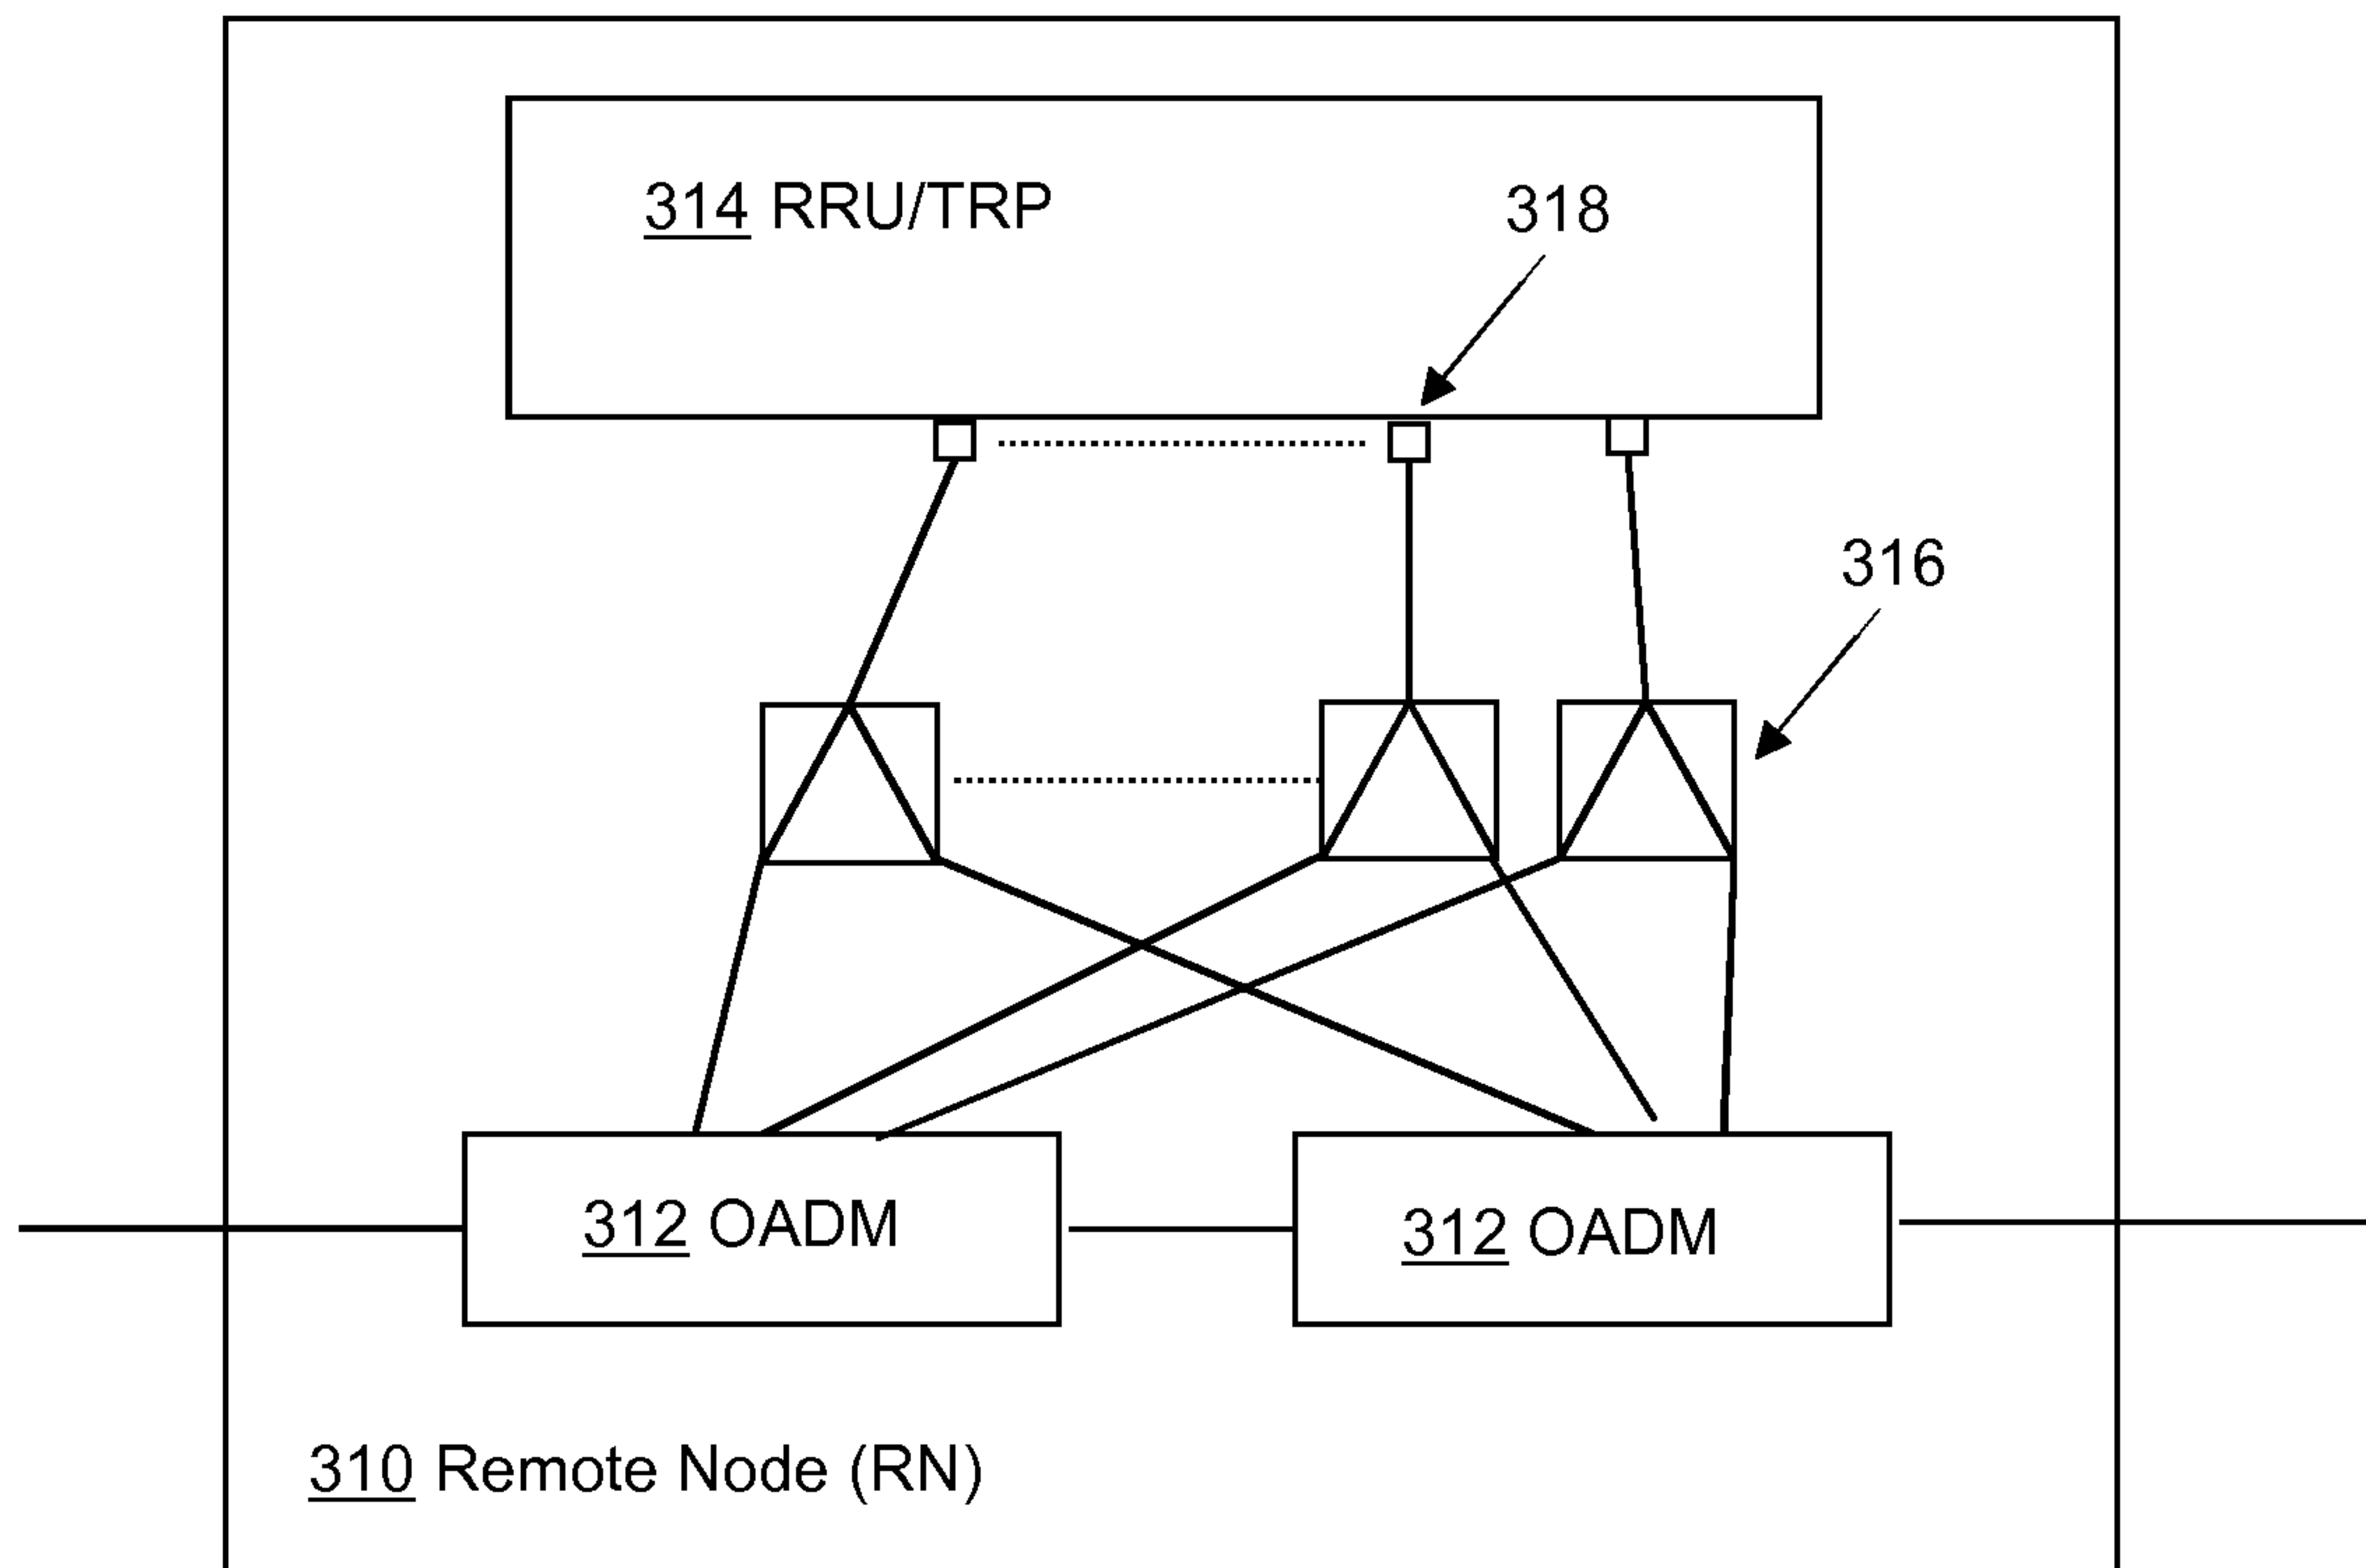 314 RRU/TRP
318
316
312 OADM
312 OADM
310 Remote Node (RN)